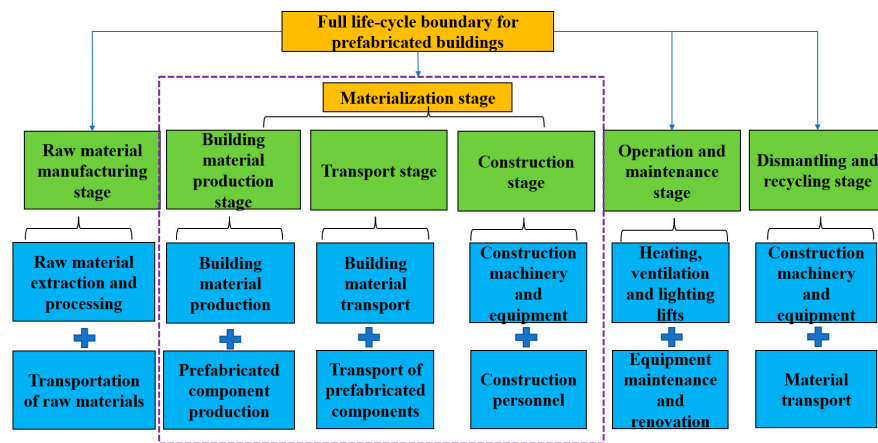 Full life-cycle boundary for
prefabricated buildings
Materialization stage
Raw material
manufacturing
stage
Building
material
production
stage
Transport stage
Construction
stage
Operation and
maintenance
stage
Dismantling and
recycling stage
Raw material
extraction and
processing
Building
material
production
Building
material
transport
Construction
machinery
and
equipment
Heating,
ventilation
and lighting
lifts
Construction
machinery
and
equipment
Transportation
of raw materials
Prefabricated
component
production
Transport of
prefabricated
components
Construction
personnel
Equipment
maintenance
and
renovation
Material
transport